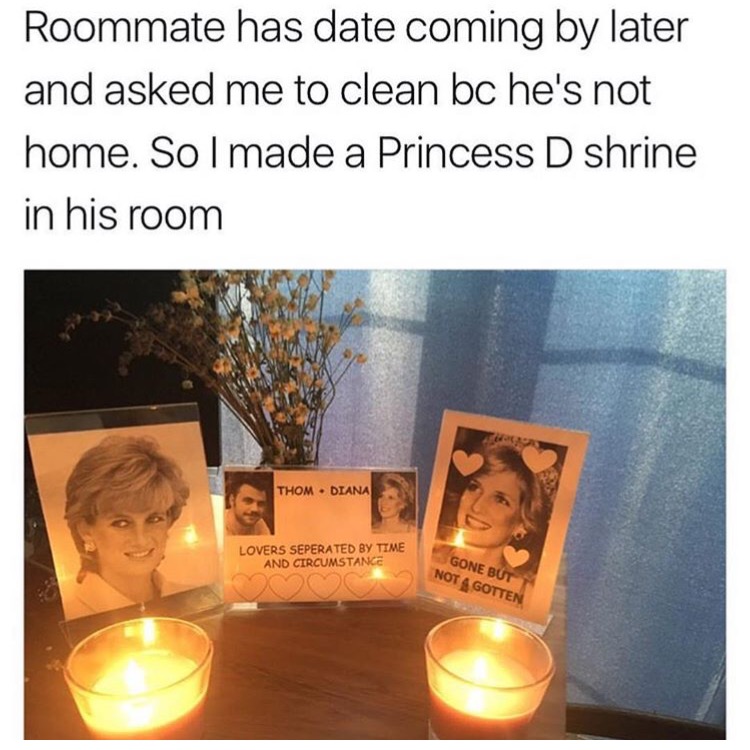 Roommate has date coming by later
and asked me to clean bc he's not
home. So I made a Princess D shrine
in his room
THOM • DIANA
LOVERS SEPERATED BY TIME
AND CIRCUMSTANCE
GONE BUT
NOT 4 GOTTEN